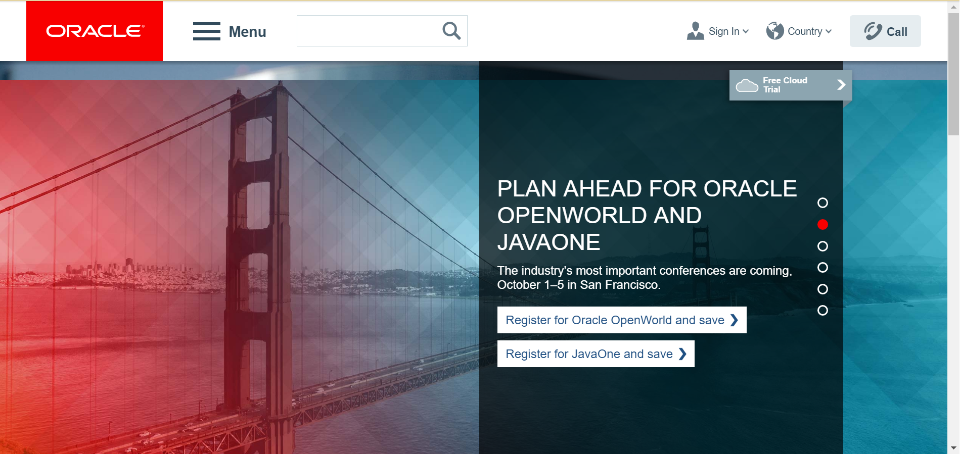 ORACLE®
Menu
Sign In
Country
Call
Free Cloud
Trial
PLAN AHEAD FOR ORACLE
OPENWORLD AND
JAVAONE
The industry's most important conferences are coming,
October 1–5 in San Francisco.
Register for Oracle OpenWorld and save ❯
Register for JavaOne and save ❯